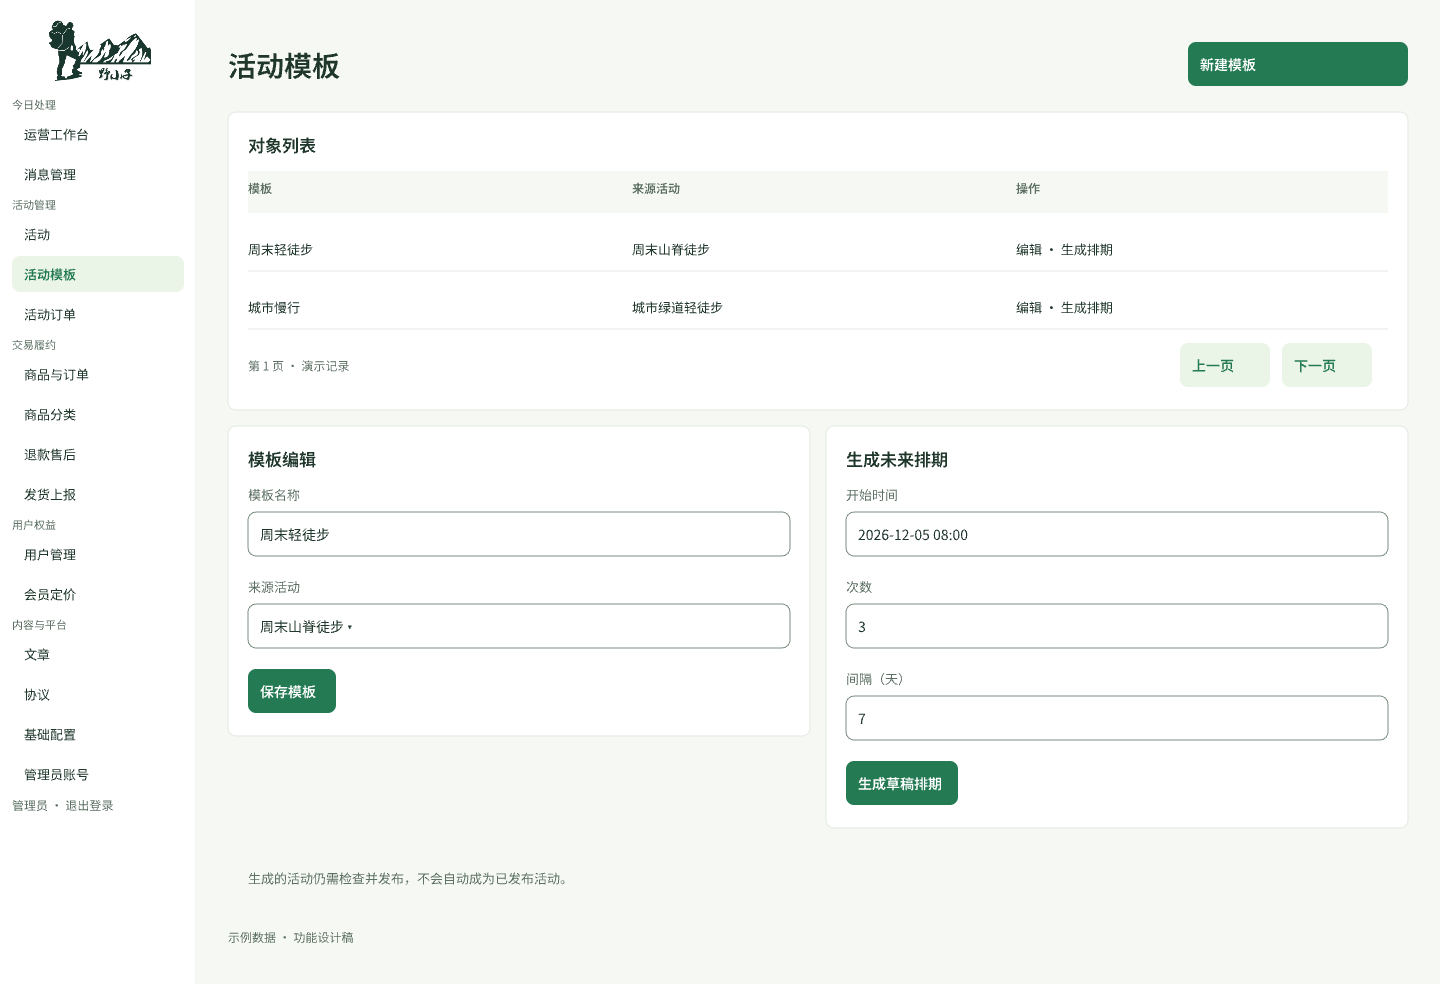 野小子
今日处理
运营工作台
消息管理
活动管理
活动
活动模板
活动订单
交易履约
商品与订单
商品分类
退款售后
发货上报
用户权益
用户管理
会员定价
内容与平台
文章
协议
基础配置
管理员账号
管理员 · 退出登录
活动模板
新建模板
对象列表
模板 来源活动 操作
周末轻徒步 周末山脊徒步 编辑 · 生成排期
城市慢行 城市绿道轻徒步 编辑 · 生成排期
第 1 页 · 演示记录 上一页 下一页
模板编辑
模板名称
周末轻徒步
来源活动
周末山脊徒步 ▾
保存模板
生成未来排期
开始时间
2026-12-05 08:00
次数
3
间隔（天）
7
生成草稿排期
生成的活动仍需检查并发布，不会自动成为已发布活动。
示例数据 · 功能设计稿